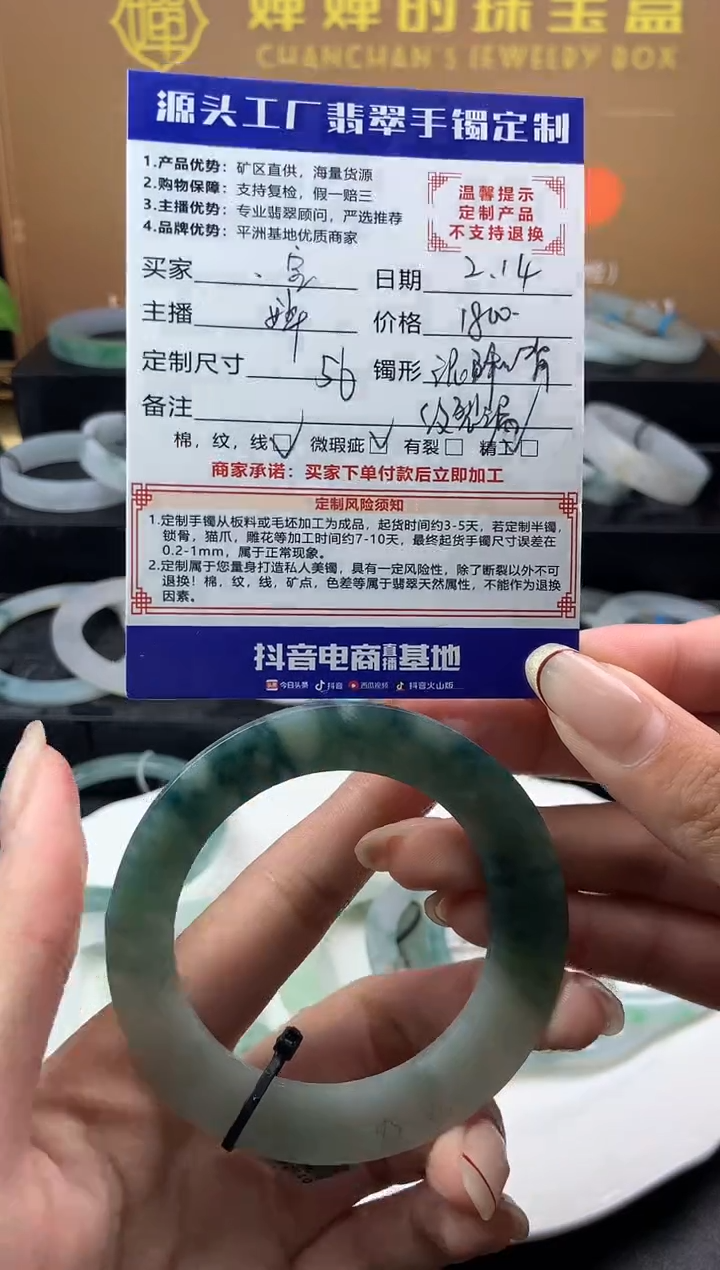 婵婵的珠宝盒
CHANCHAN'S JEWELRY BOX
源头工厂翡翠手镯定制
1.产品优势：矿区直供，海量货源
2.购物保障：支持复检，假一赔三
3.主播优势：专业翡翠顾问，严选推荐
4.品牌优势：平洲基地优质商家
温馨提示
定制产品
不支持退换
买家 日期 2.14
主播 婵 价格 1800-
定制尺寸 56 镯形
备注
棉，纹，线 微瑕疵 有裂 精工
商家承诺：买家下单付款后立即加工
定制风险须知
1.定制手镯从板料或毛坯加工为成品，起货时间约3-5天，若定制半镯，
锁骨，猫爪，雕花等加工时间约7-10天，最终起货手镯尺寸误差在
0.2-1mm，属于正常现象。
2.定制属于您量身打造私人美镯，具有一定风险性，除了断裂以外不可
退换！棉，纹，线，矿点，色差等属于翡翠天然属性，不能作为退换
因素。
抖音电商直播基地
今日头条 抖音 西瓜视频 抖音火山版